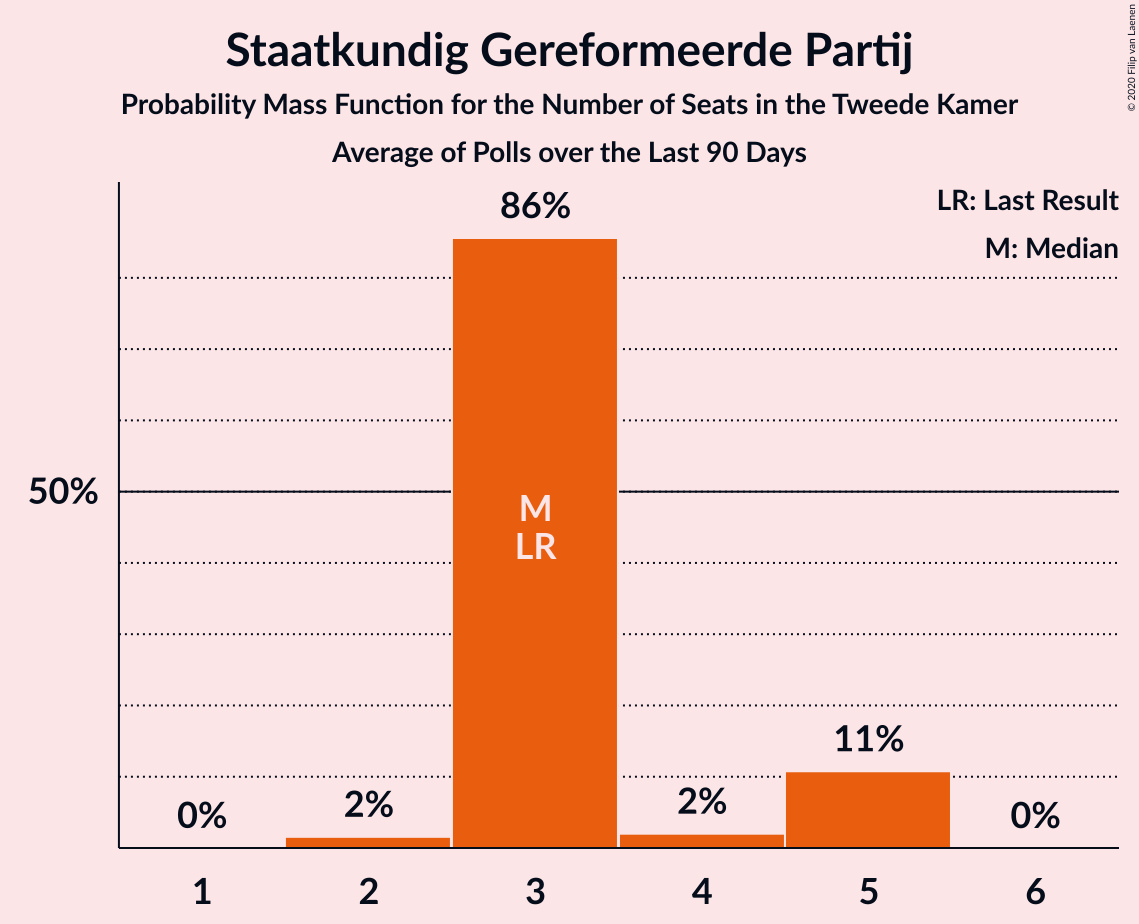 Staatkundig Gereformeerde Partij
Probability Mass Function for the Number of Seats in the Tweede Kamer
Average of Polls over the Last 90 Days
© 2020 Filip van Laenen
LR: Last Result
M: Median
86%
50%
M
LR
11%
0%
2%
2%
0%
1 2 3 4 5 6